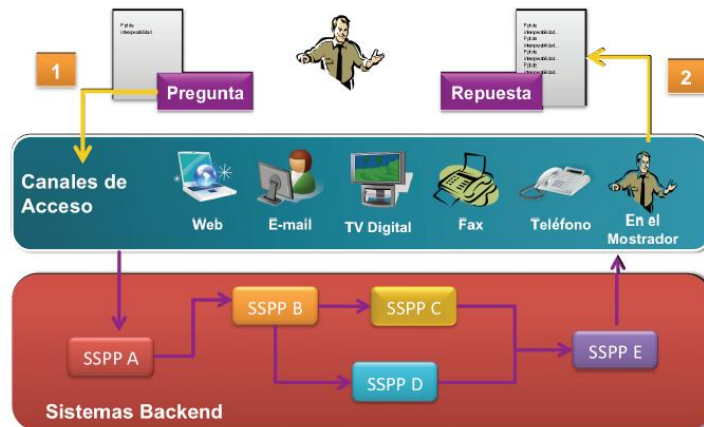 1
Pregunta
Repuesta
2
Canales de
Acceso
Web
E-mail
TV Digital
Fax
Teléfono
En el
Mostrador
SSPP A
SSPP B
SSPP C
SSPP D
SSPP E
Sistemas Backend